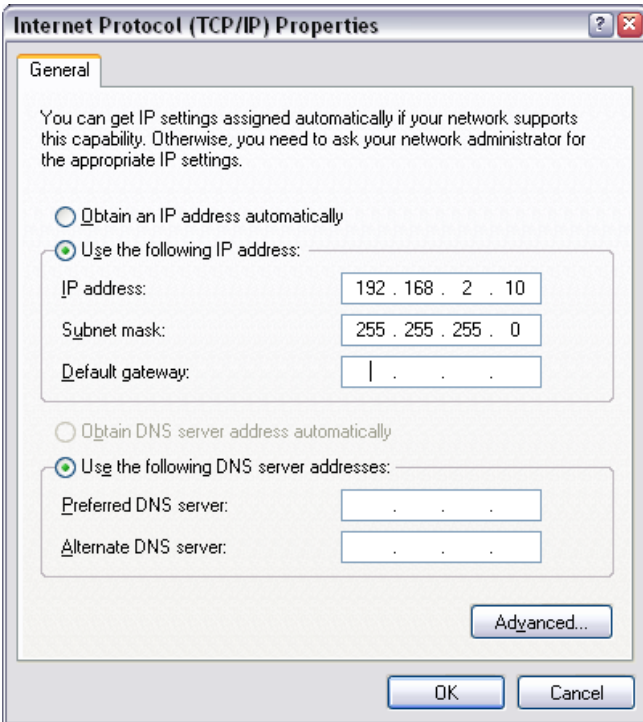 Internet Protocol (TCP/IP) Properties
?
General
You can get IP settings assigned automatically if your network supports
this capability. Otherwise, you need to ask your network administrator for
the appropriate IP settings.
Obtain an IP address automatically
Use the following IP address:
IP address: 192 . 168 . 2 . 10
Subnet mask: 255 . 255 . 255 . 0
Default gateway: . . .
Obtain DNS server address automatically
Use the following DNS server addresses:
Preferred DNS server: . . .
Alternate DNS server: . . .
Advanced...
OK Cancel